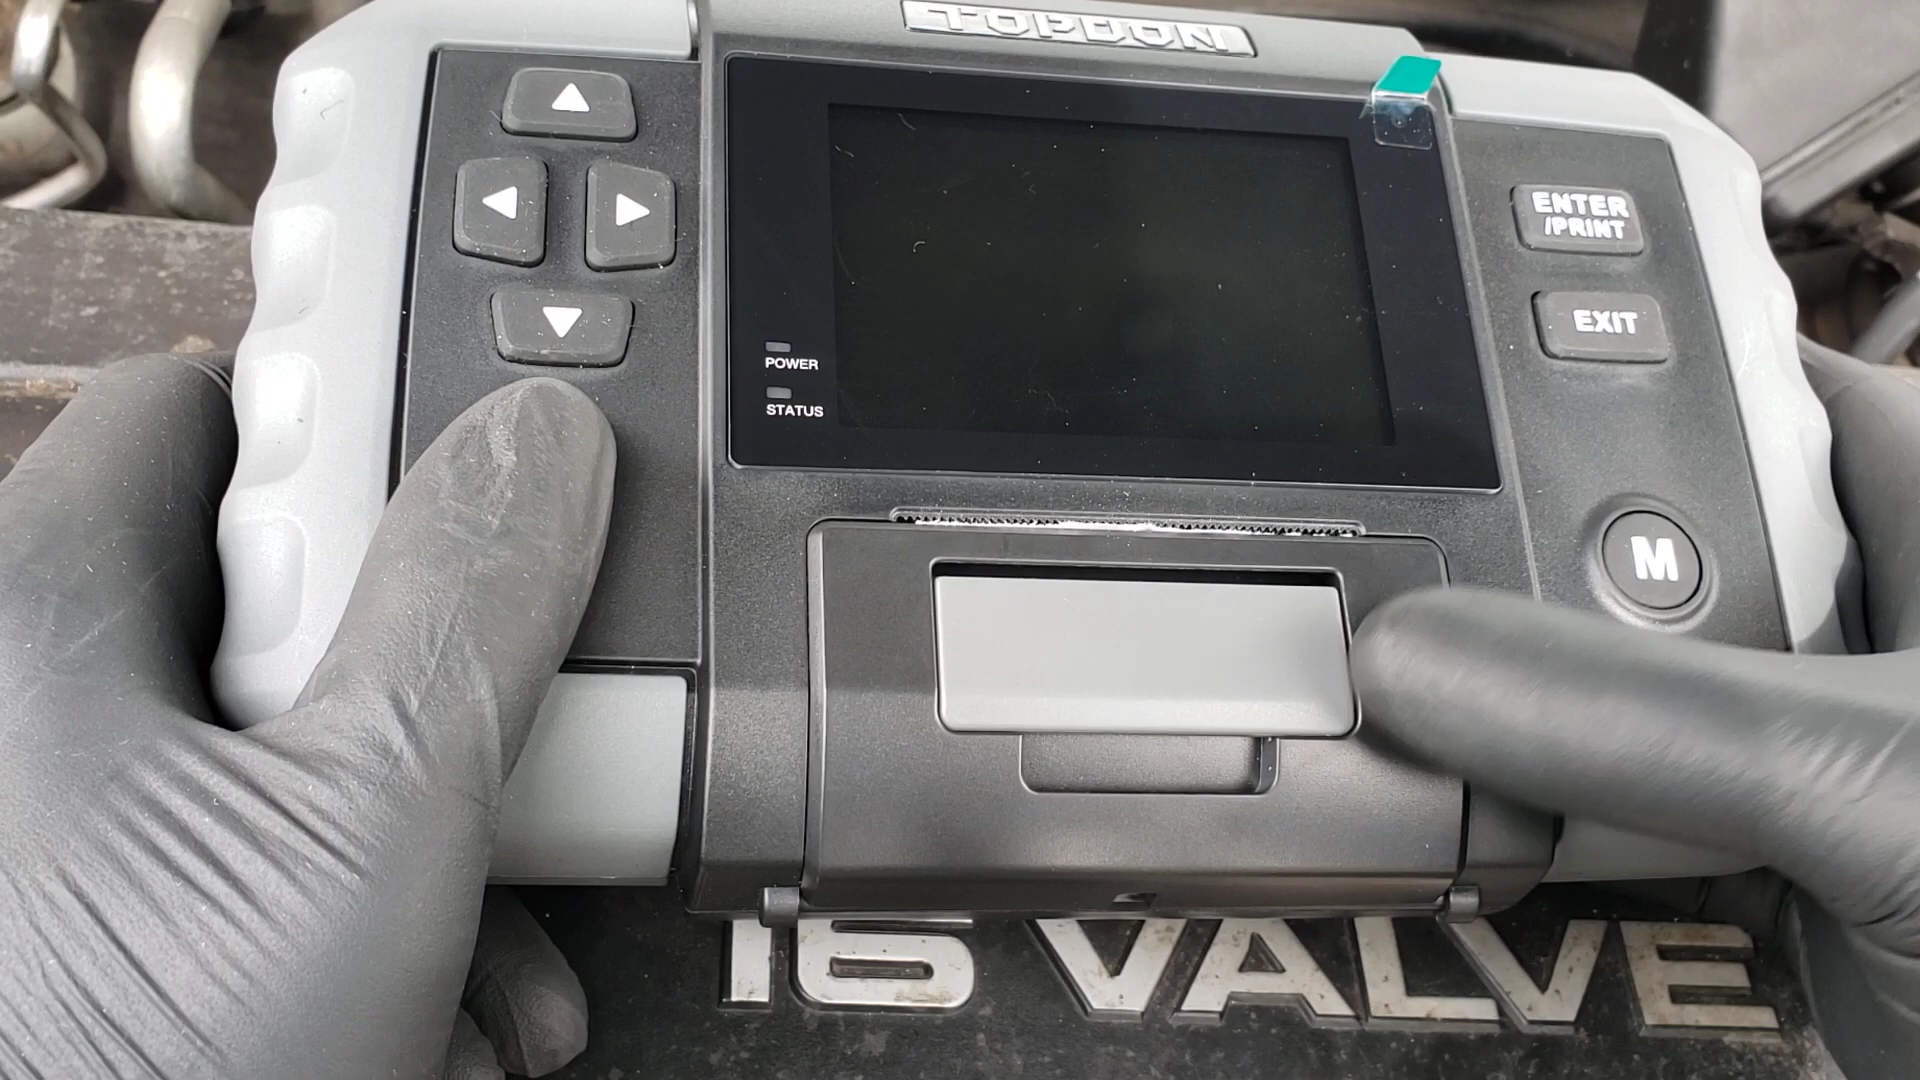 TOPDON
ENTER
/PRINT
EXIT
POWER
STATUS
M
16 VALVE